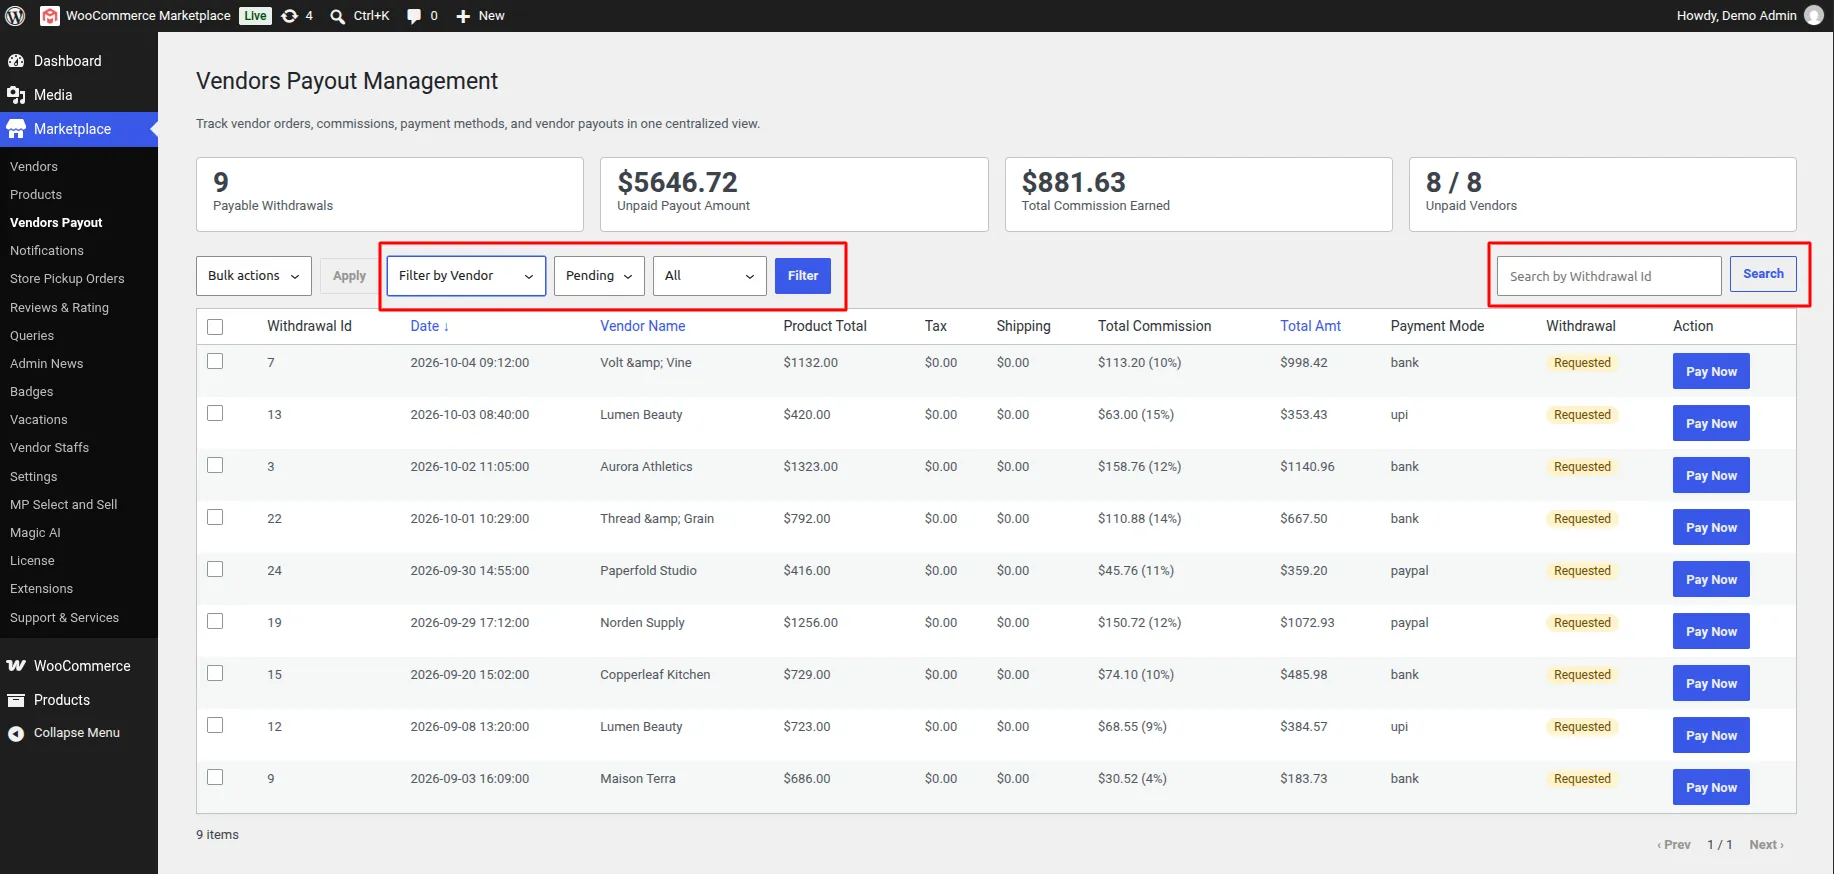 WooCommerce Marketplace Live 4 Ctrl+K 0 New Howdy, Demo Admin
Dashboard
Media
Marketplace
Vendors
Products
Vendors Payout
Notifications
Store Pickup Orders
Reviews & Rating
Queries
Admin News
Badges
Vacations
Vendor Staffs
Settings
MP Select and Sell
Magic AI
License
Extensions
Support & Services
WooCommerce
Products
Collapse Menu
Vendors Payout Management
Track vendor orders, commissions, payment methods, and vendor payouts in one centralized view.
9 $5646.72 $881.63 8 / 8
Payable Withdrawals Unpaid Payout Amount Total Commission Earned Unpaid Vendors
Bulk actions Apply Filter by Vendor Pending All Filter Search by Withdrawal Id Search
Withdrawal Id Date ↓ Vendor Name Product Total Tax Shipping Total Commission Total Amt Payment Mode Withdrawal Action
7 2026-10-04 09:12:00 Volt &amp; Vine $1132.00 $0.00 $0.00 $113.20 (10%) $998.42 bank Requested Pay Now
13 2026-10-03 08:40:00 Lumen Beauty $420.00 $0.00 $0.00 $63.00 (15%) $353.43 upi Requested Pay Now
3 2026-10-02 11:05:00 Aurora Athletics $1323.00 $0.00 $0.00 $158.76 (12%) $1140.96 bank Requested Pay Now
22 2026-10-01 10:29:00 Thread &amp; Grain $792.00 $0.00 $0.00 $110.88 (14%) $667.50 bank Requested Pay Now
24 2026-09-30 14:55:00 Paperfold Studio $416.00 $0.00 $0.00 $45.76 (11%) $359.20 paypal Requested Pay Now
19 2026-09-29 17:12:00 Norden Supply $1256.00 $0.00 $0.00 $150.72 (12%) $1072.93 paypal Requested Pay Now
15 2026-09-20 15:02:00 Copperleaf Kitchen $729.00 $0.00 $0.00 $74.10 (10%) $485.98 bank Requested Pay Now
12 2026-09-08 13:20:00 Lumen Beauty $723.00 $0.00 $0.00 $68.55 (9%) $384.57 upi Requested Pay Now
9 2026-09-03 16:09:00 Maison Terra $686.00 $0.00 $0.00 $30.52 (4%) $183.73 bank Requested Pay Now
9 items
‹ Prev 1 / 1 Next ›